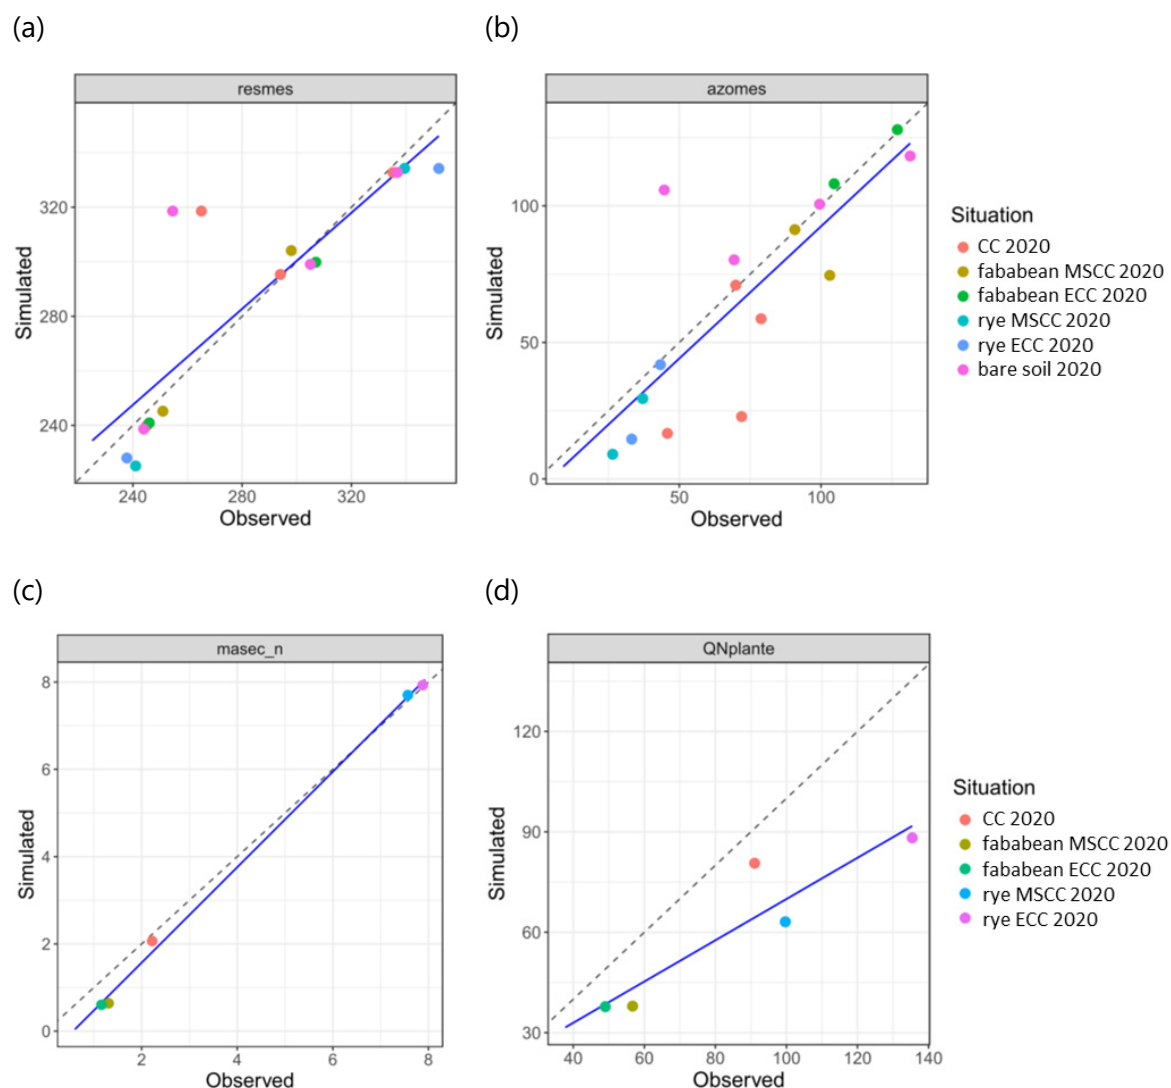 (a)
resmes
320
280
240
Simulated
240
280
320
Observed
(b)
azomes
100
50
0
Simulated
50
100
Observed
Situation
CC 2020
fababean MSCC 2020
fababean ECC 2020
rye MSCC 2020
rye ECC 2020
bare soil 2020
(c)
masec_n
8
6
4
2
0
Simulated
2
4
6
8
Observed
(d)
QNplante
120
90
60
30
Simulated
40
60
80
100
120
140
Observed
Situation
CC 2020
fababean MSCC 2020
fababean ECC 2020
rye MSCC 2020
rye ECC 2020